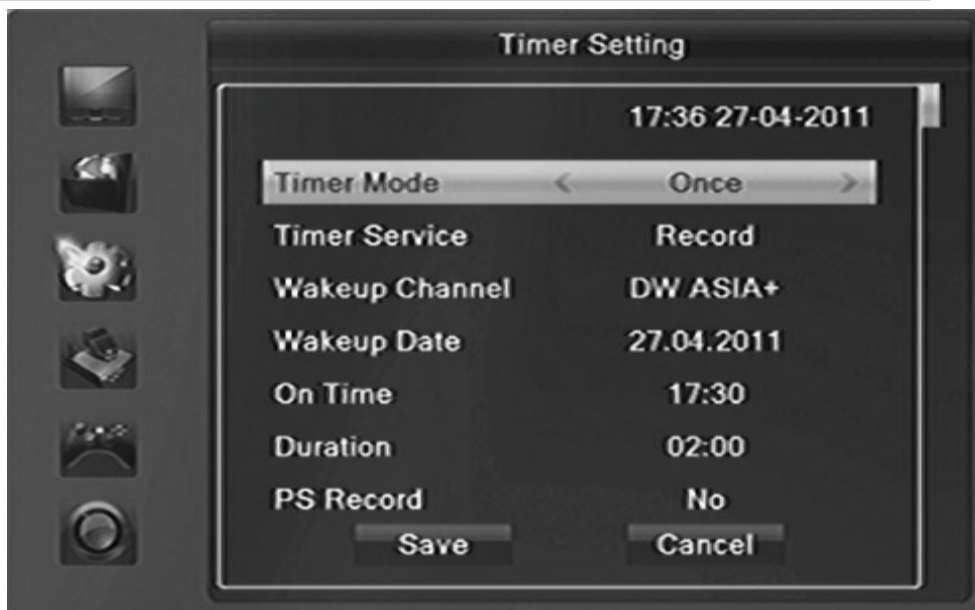 Timer Setting
17:36 27-04-2011
Timer Mode < Once >
Timer Service Record
Wakeup Channel DW ASIA+
Wakeup Date 27.04.2011
On Time 17:30
Duration 02:00
PS Record No
Save Cancel